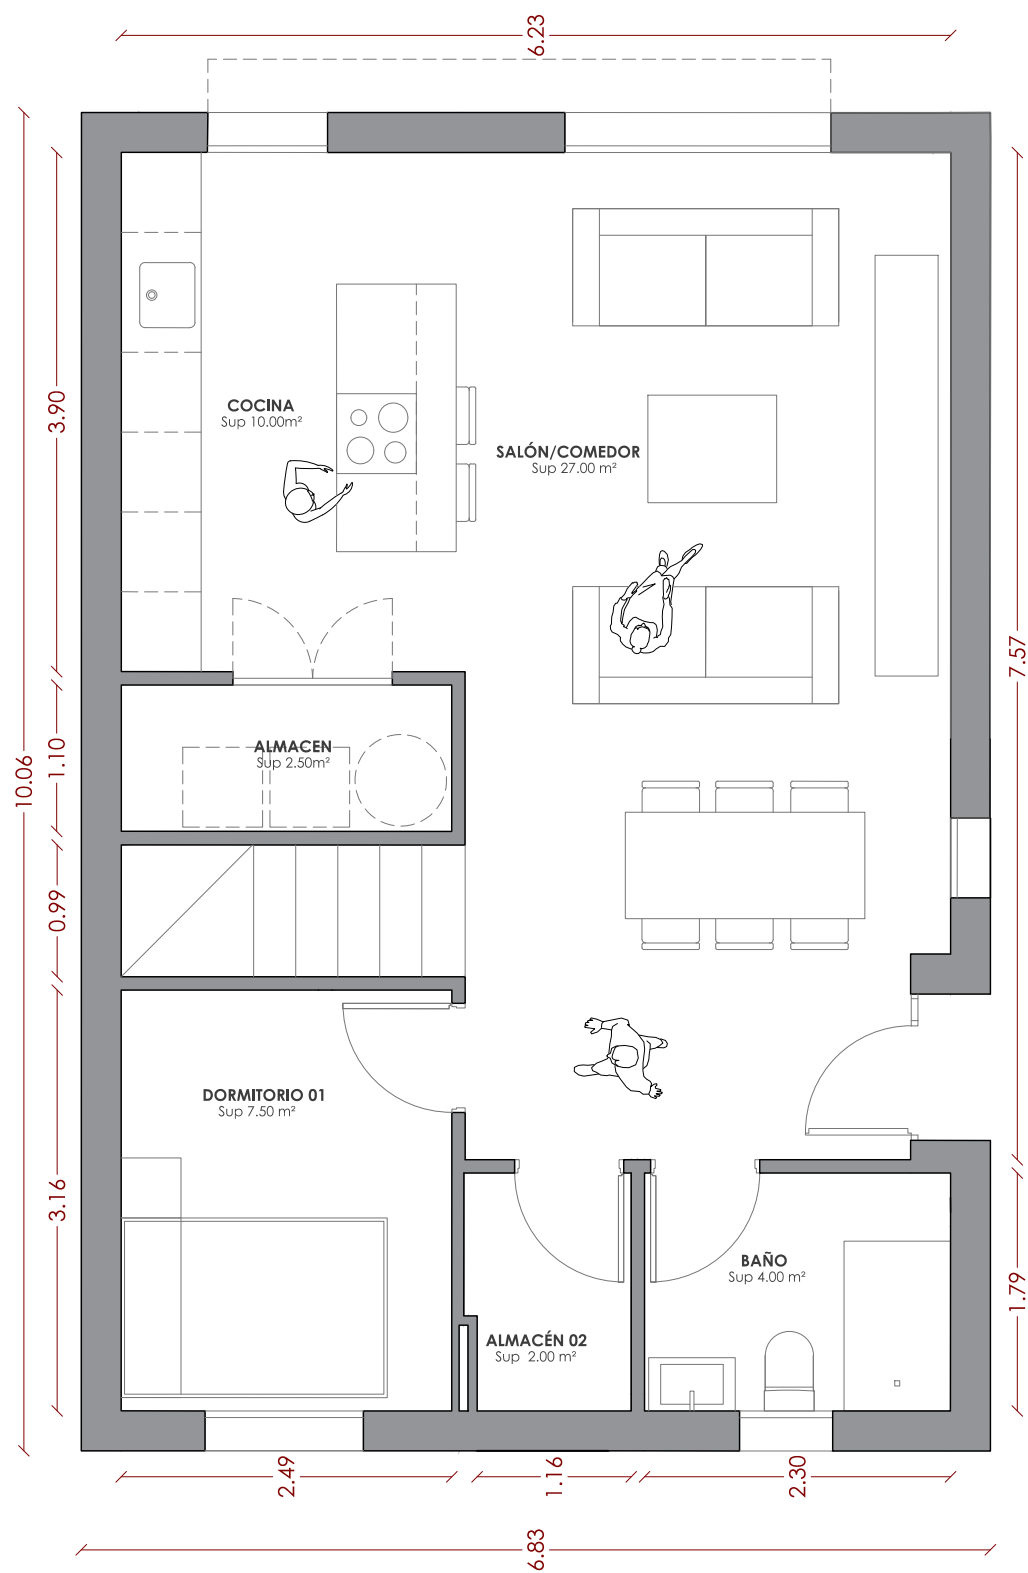 6.23
COCINA
Sup 10.00m²
SALÓN/COMEDOR
Sup 27.00 m²
3.90
7.57
10.06
1.10
ALMACEN
Sup 2.50m²
0.99
DORMITORIO 01
Sup 7.50 m²
3.16
BAÑO
Sup 4.00 m²
1.79
ALMACÉN 02
Sup 2.00 m²
2.49
1.16
2.30
6.83